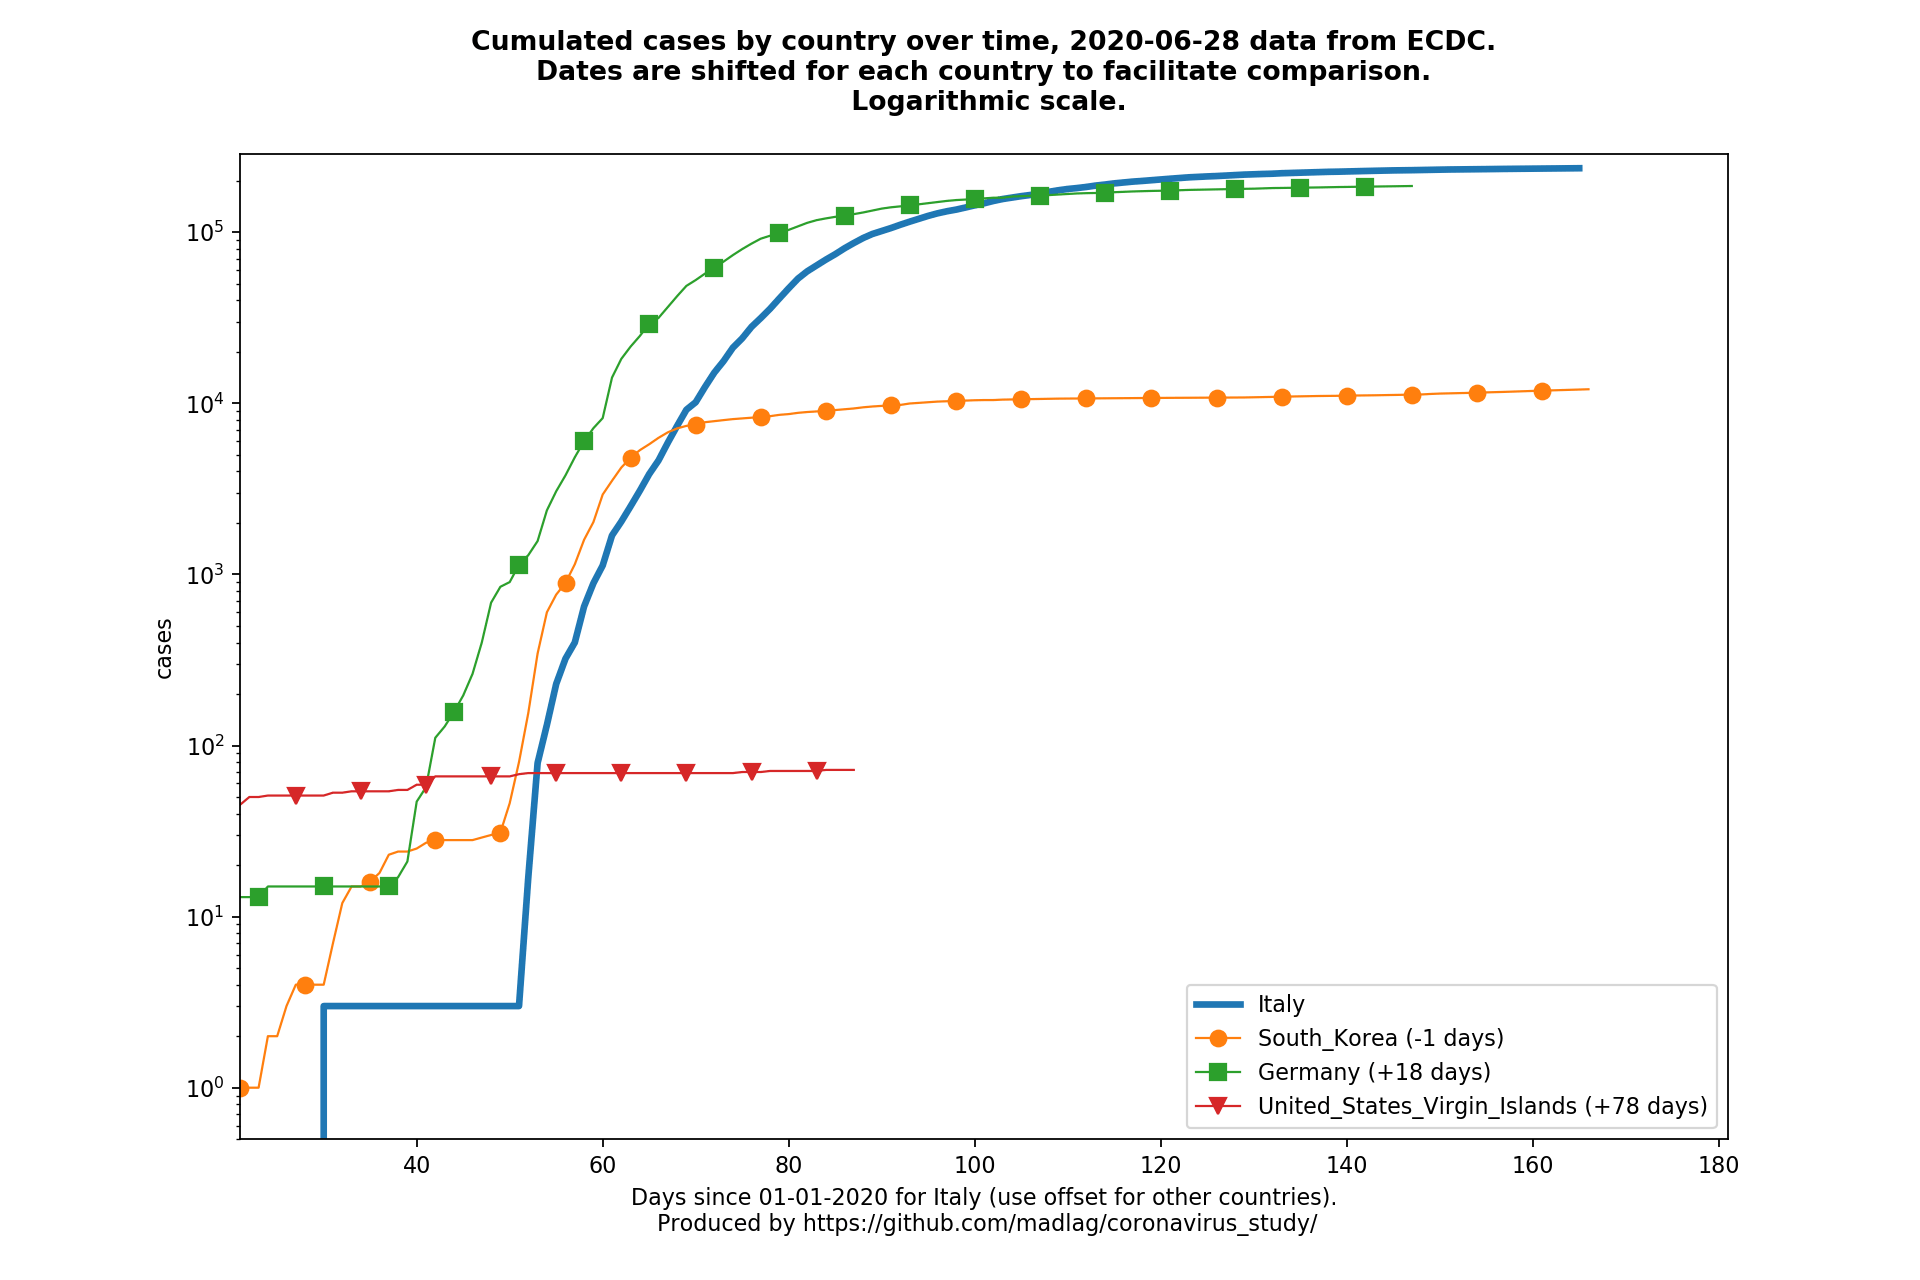 Cumulated cases by country over time, 2020-06-28 data from ECDC.
Dates are shifted for each country to facilitate comparison.
Logarithmic scale.
10^5
10^4
10^3
10^2
10^1
10^0
cases
Italy
South_Korea (-1 days)
Germany (+18 days)
United_States_Virgin_Islands (+78 days)
40 60 80 100 120 140 160 180
Days since 01-01-2020 for Italy (use offset for other countries).
Produced by https://github.com/madlag/coronavirus_study/